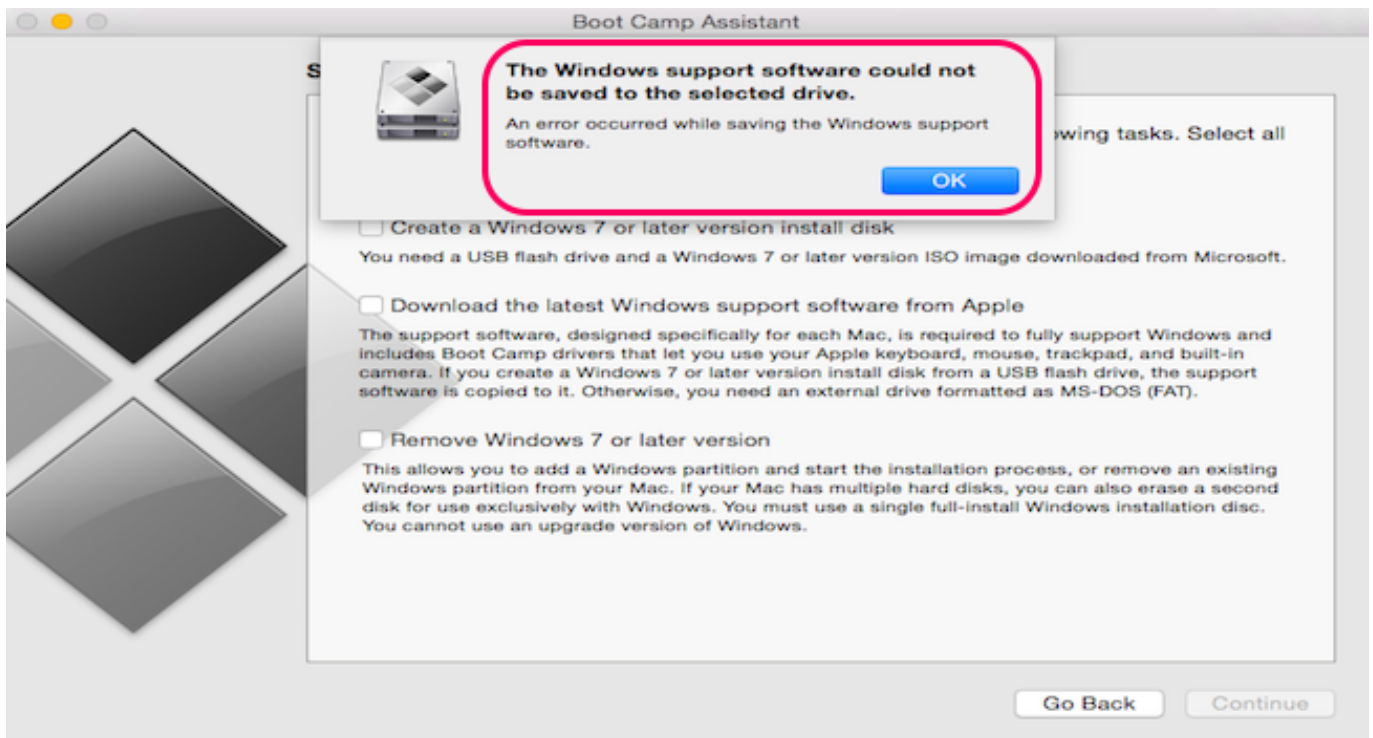 Boot Camp Assistant
The Windows support software could not
be saved to the selected drive.
An error occurred while saving the Windows support
software.
OK
S
owing tasks. Select all
Create a Windows 7 or later version install disk
You need a USB flash drive and a Windows 7 or later version ISO image downloaded from Microsoft.
Download the latest Windows support software from Apple
The support software, designed specifically for each Mac, is required to fully support Windows and
includes Boot Camp drivers that let you use your Apple keyboard, mouse, trackpad, and built-in
camera. If you create a Windows 7 or later version install disk from a USB flash drive, the support
software is copied to it. Otherwise, you need an external drive formatted as MS-DOS (FAT).
Remove Windows 7 or later version
This allows you to add a Windows partition and start the installation process, or remove an existing
Windows partition from your Mac. If your Mac has multiple hard disks, you can also erase a second
disk for use exclusively with Windows. You must use a single full-install Windows installation disc.
You cannot use an upgrade version of Windows.
Go Back
Continue